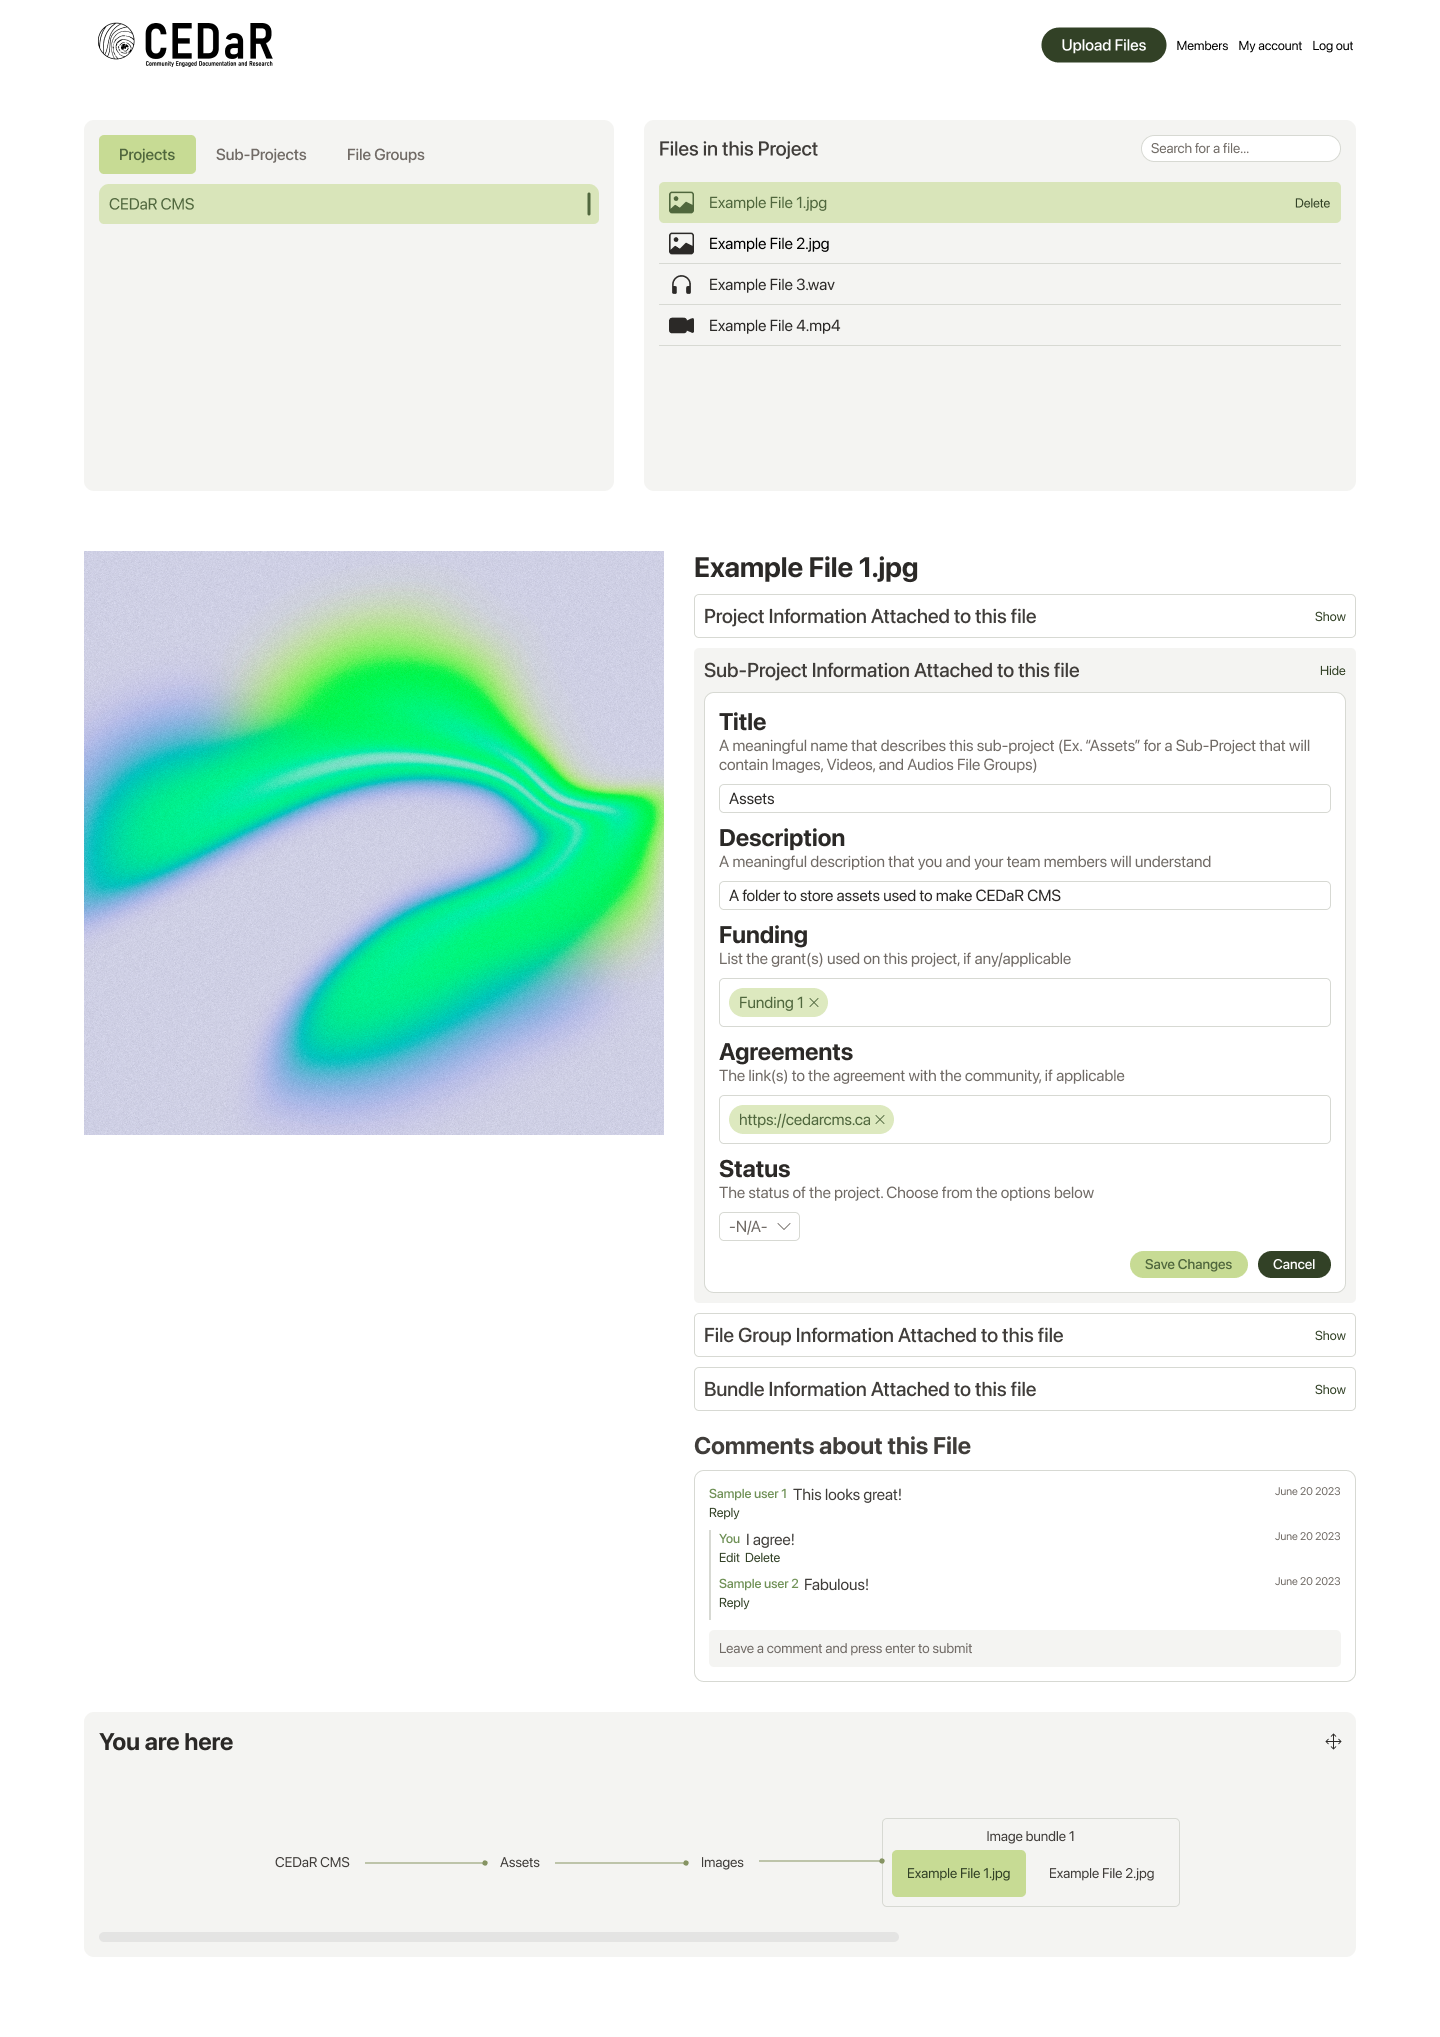 CEDaR
Community Engaged Documentation and Research
Upload Files
Members
My account
Log out
Projects
Sub-Projects
File Groups
CEDaR CMS
Files in this Project
Search for a file...
Example File 1.jpg
Delete
Example File 2.jpg
Example File 3.wav
Example File 4.mp4
Example File 1.jpg
Project Information Attached to this file
Show
Sub-Project Information Attached to this file
Hide
Title
A meaningful name that describes this sub-project (Ex. “Assets” for a Sub-Project that will
contain Images, Videos, and Audios File Groups)
Assets
Description
A meaningful description that you and your team members will understand
A folder to store assets used to make CEDaR CMS
Funding
List the grant(s) used on this project, if any/applicable
Funding 1
Agreements
The link(s) to the agreement with the community, if applicable
https://cedarcms.ca
Status
The status of the project. Choose from the options below
-N/A-
Save Changes
Cancel
File Group Information Attached to this file
Show
Bundle Information Attached to this file
Show
Comments about this File
Sample user 1 This looks great!
June 20 2023
Reply
You I agree!
June 20 2023
Edit Delete
Sample user 2 Fabulous!
June 20 2023
Reply
Leave a comment and press enter to submit
You are here
Image bundle 1
CEDaR CMS
Assets
Images
Example File 1.jpg
Example File 2.jpg